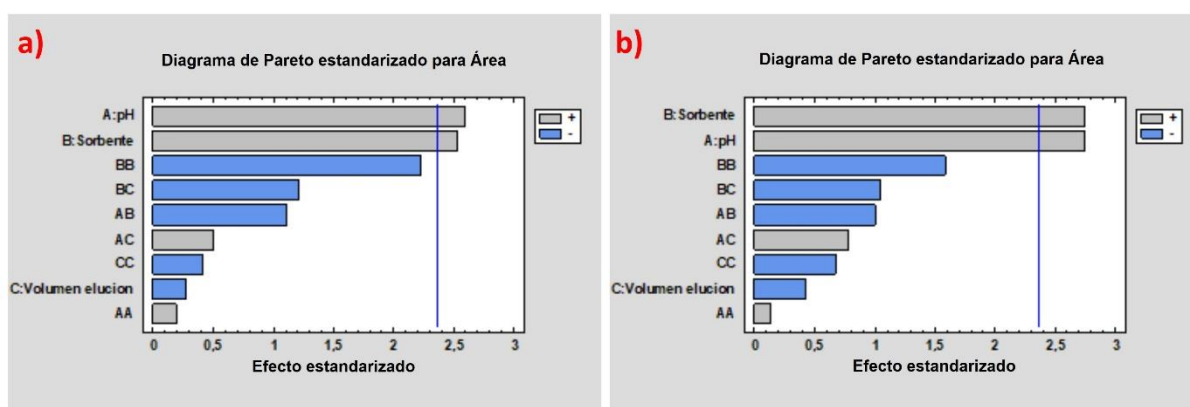 a)
Diagrama de Pareto estandarizado para Área
A:pH
B:Sorbente
BB
BC
AB
AC
CC
C:Volumen elucion
AA
+
-
0 0,5 1 1,5 2 2,5 3
Efecto estandarizado
b)
Diagrama de Pareto estandarizado para Área
B:Sorbente
A:pH
BB
BC
AB
AC
CC
C:Volumen elucion
AA
+
-
0 0,5 1 1,5 2 2,5 3
Efecto estandarizado